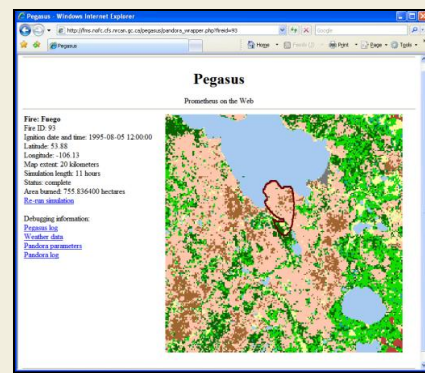 Pegasus - Windows Internet Explorer
http://fms.nofc.cfs.nrcan.gc.ca/pegasus/pandora_wrapper.php?fireid=93
Google
Pegasus
Home
Print
Page
Tools
Pegasus
Prometheus on the Web
Fire: Fuego
Fire ID: 93
Ignition date and time: 1995-08-05 12:00:00
Latitude: 53.88
Longitude: -106.13
Map extent: 20 kilometers
Simulation length: 11 hours
Status: complete
Area burned: 755.836400 hectares
Re-run simulation
Debugging information:
Pegasus log
Weather data
Pandora parameters
Pandora log